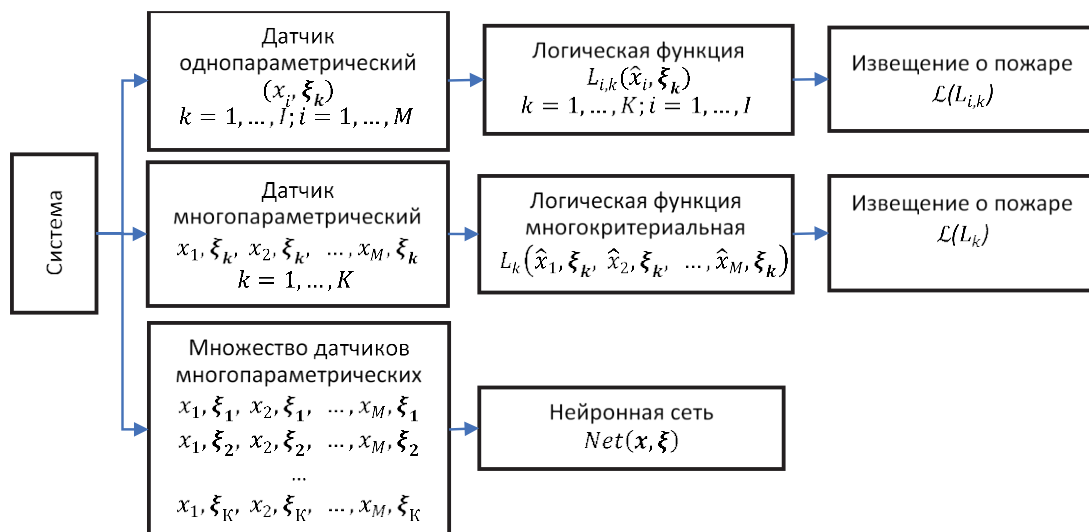 Система
Датчик
однопараметрический
(x_i, ξ_k)
k = 1, … , I; i = 1, … , M
Логическая функция
L_{i,k}(x̂_i, ξ_k)
k = 1, … , K; i = 1, … , I
Извещение о пожаре
ℒ(L_{i,k})
Датчик
многопараметрический
x_1, ξ_k, x_2, ξ_k, … , x_M, ξ_k
k = 1, … , K
Логическая функция
многокритериальная
L_k(x̂_1, ξ_k, x̂_2, ξ_k, … , x̂_M, ξ_k)
Извещение о пожаре
ℒ(L_k)
Множество датчиков
многопараметрических
x_1, ξ_1, x_2, ξ_1, … , x_M, ξ_1
x_1, ξ_2, x_2, ξ_2, … , x_M, ξ_2
…
x_1, ξ_К, x_2, ξ_К, … , x_M, ξ_К
Нейронная сеть
Net(x, ξ)